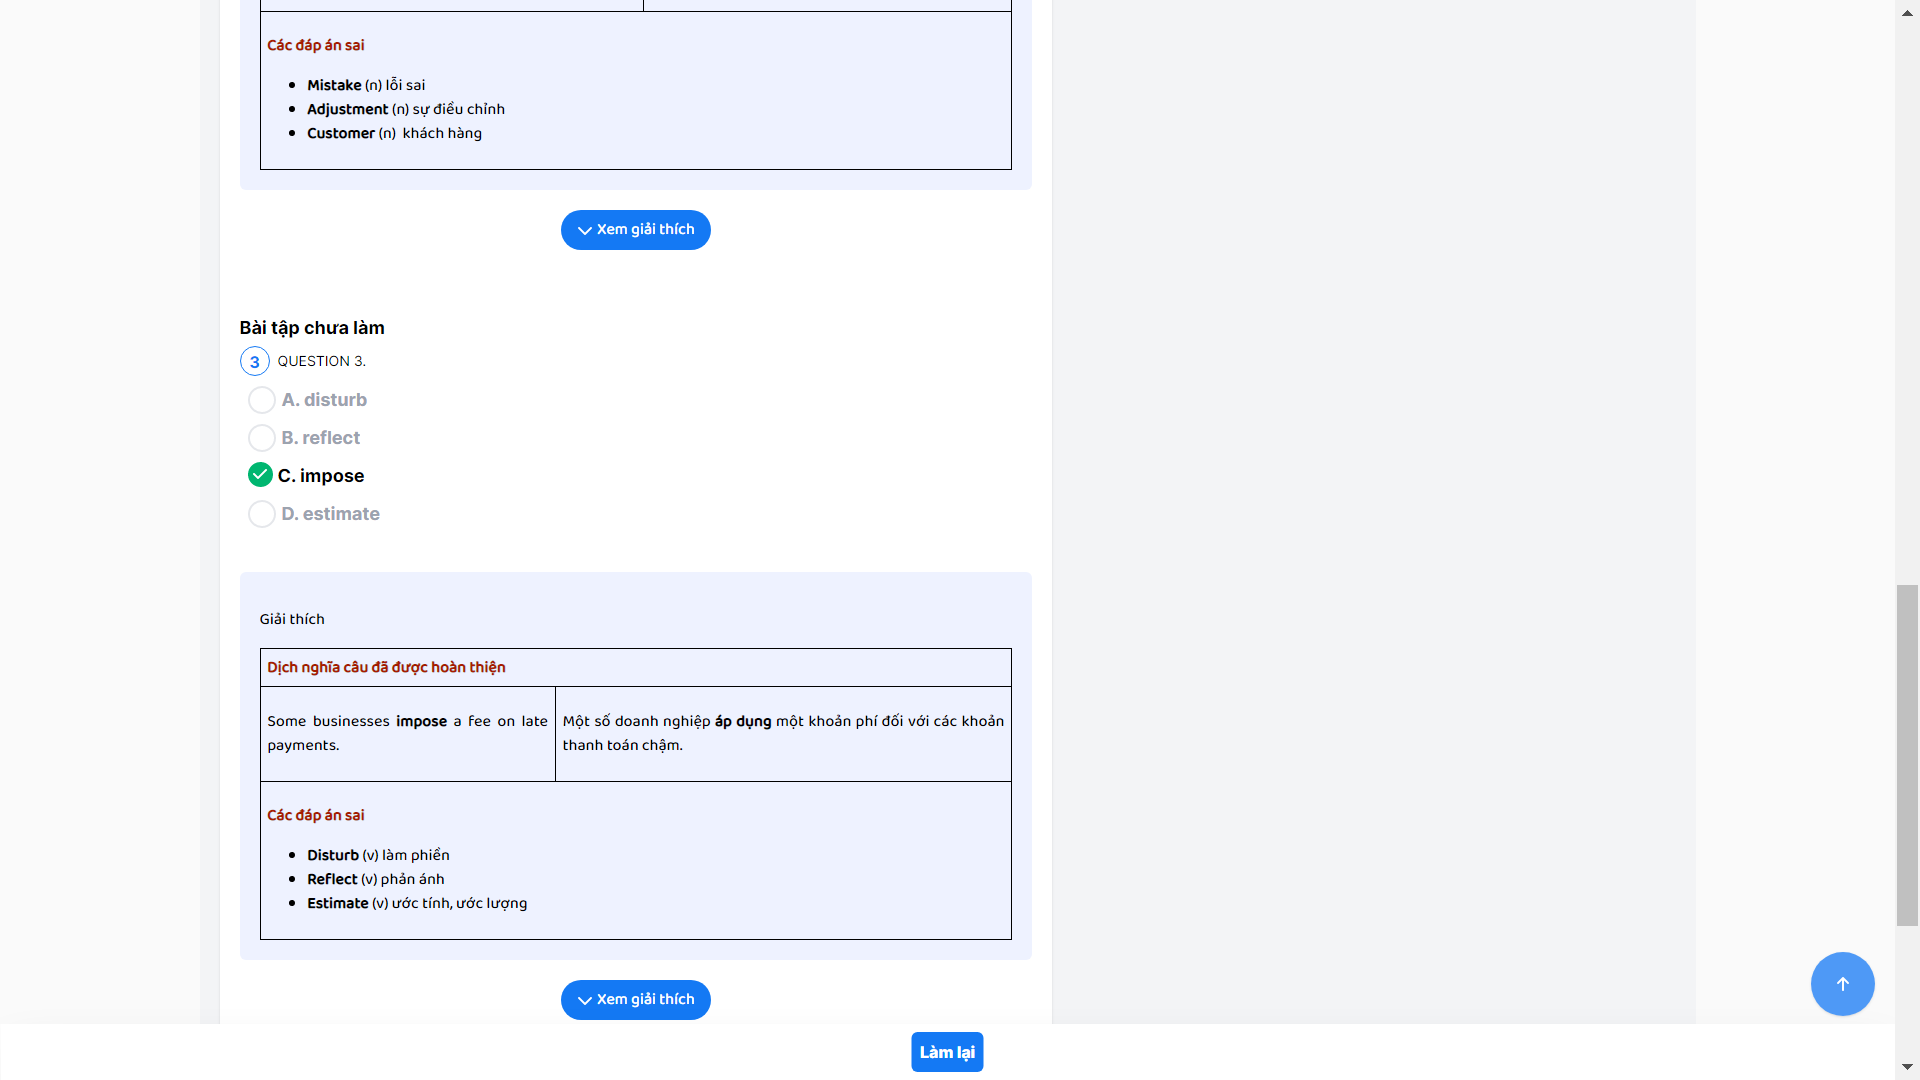 Các đáp án sai
Mistake (n) lỗi sai
Adjustment (n) sự điều chỉnh
Customer (n) khách hàng
Xem giải thích
Bài tập chưa làm
3 QUESTION 3.
A. disturb
B. reflect
C. impose
D. estimate
Giải thích
Dịch nghĩa câu đã được hoàn thiện
Some businesses impose a fee on late
payments.
Một số doanh nghiệp áp dụng một khoản phí đối với các khoản
thanh toán chậm.
Các đáp án sai
Disturb (v) làm phiền
Reflect (v) phản ánh
Estimate (v) ước tính, ước lượng
Xem giải thích
Làm lại